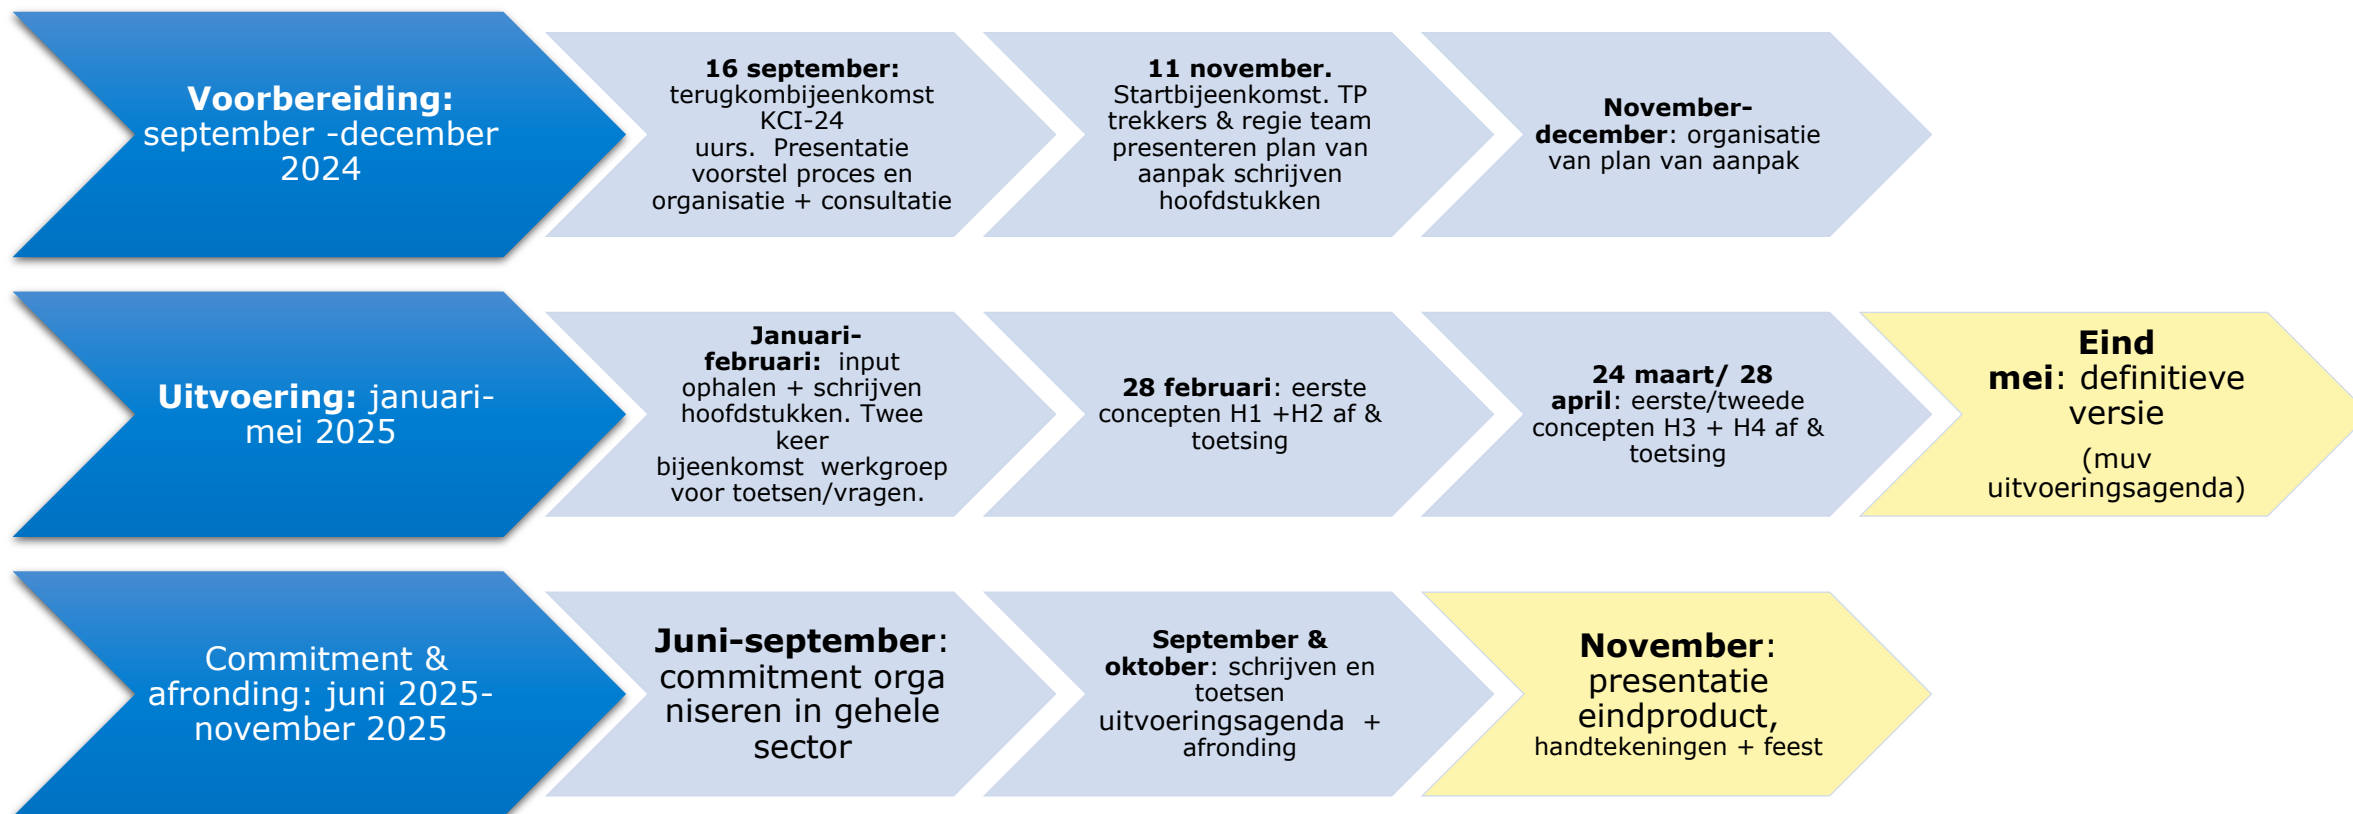 Voorbereiding:
september -december
2024
16 september:
terugkombijeenkomst
KCI-24
uurs.  Presentatie
voorstel proces en
organisatie + consultatie
11 november.
Startbijeenkomst. TP
trekkers & regie team
presenteren plan van
aanpak schrijven
hoofdstukken
November-
december: organisatie
van plan van aanpak
Uitvoering: januari-
mei 2025
Januari-
februari:  input
ophalen + schrijven
hoofdstukken. Twee
keer
bijeenkomst  werkgroep
voor toetsen/vragen.
28 februari: eerste
concepten H1 +H2 af &
toetsing
24 maart/ 28
april: eerste/tweede
concepten H3 + H4 af &
toetsing
Eind
mei: definitieve
versie
(muv
uitvoeringsagenda)
Commitment &
afronding: juni 2025-
november 2025
Juni-september:
commitment orga
niseren in gehele
sector
September &
oktober: schrijven en
toetsen
uitvoeringsagenda  +
afronding
November:
presentatie
eindproduct,
handtekeningen + feest